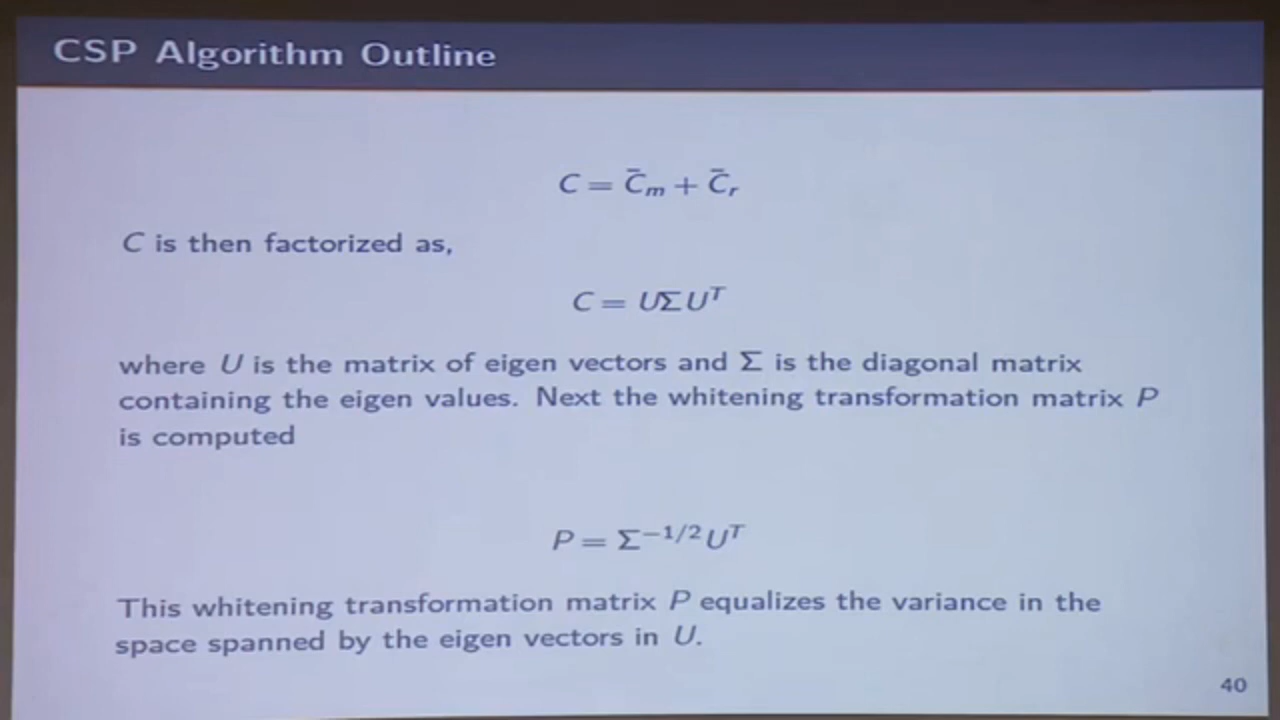 CSP Algorithm Outline
C = C̄ₘ + C̄ᵣ
C is then factorized as,
C = UΣUᵀ
where U is the matrix of eigen vectors and Σ is the diagonal matrix
containing the eigen values. Next the whitening transformation matrix P
is computed
P = Σ⁻¹/²Uᵀ
This whitening transformation matrix P equalizes the variance in the
space spanned by the eigen vectors in U.
40